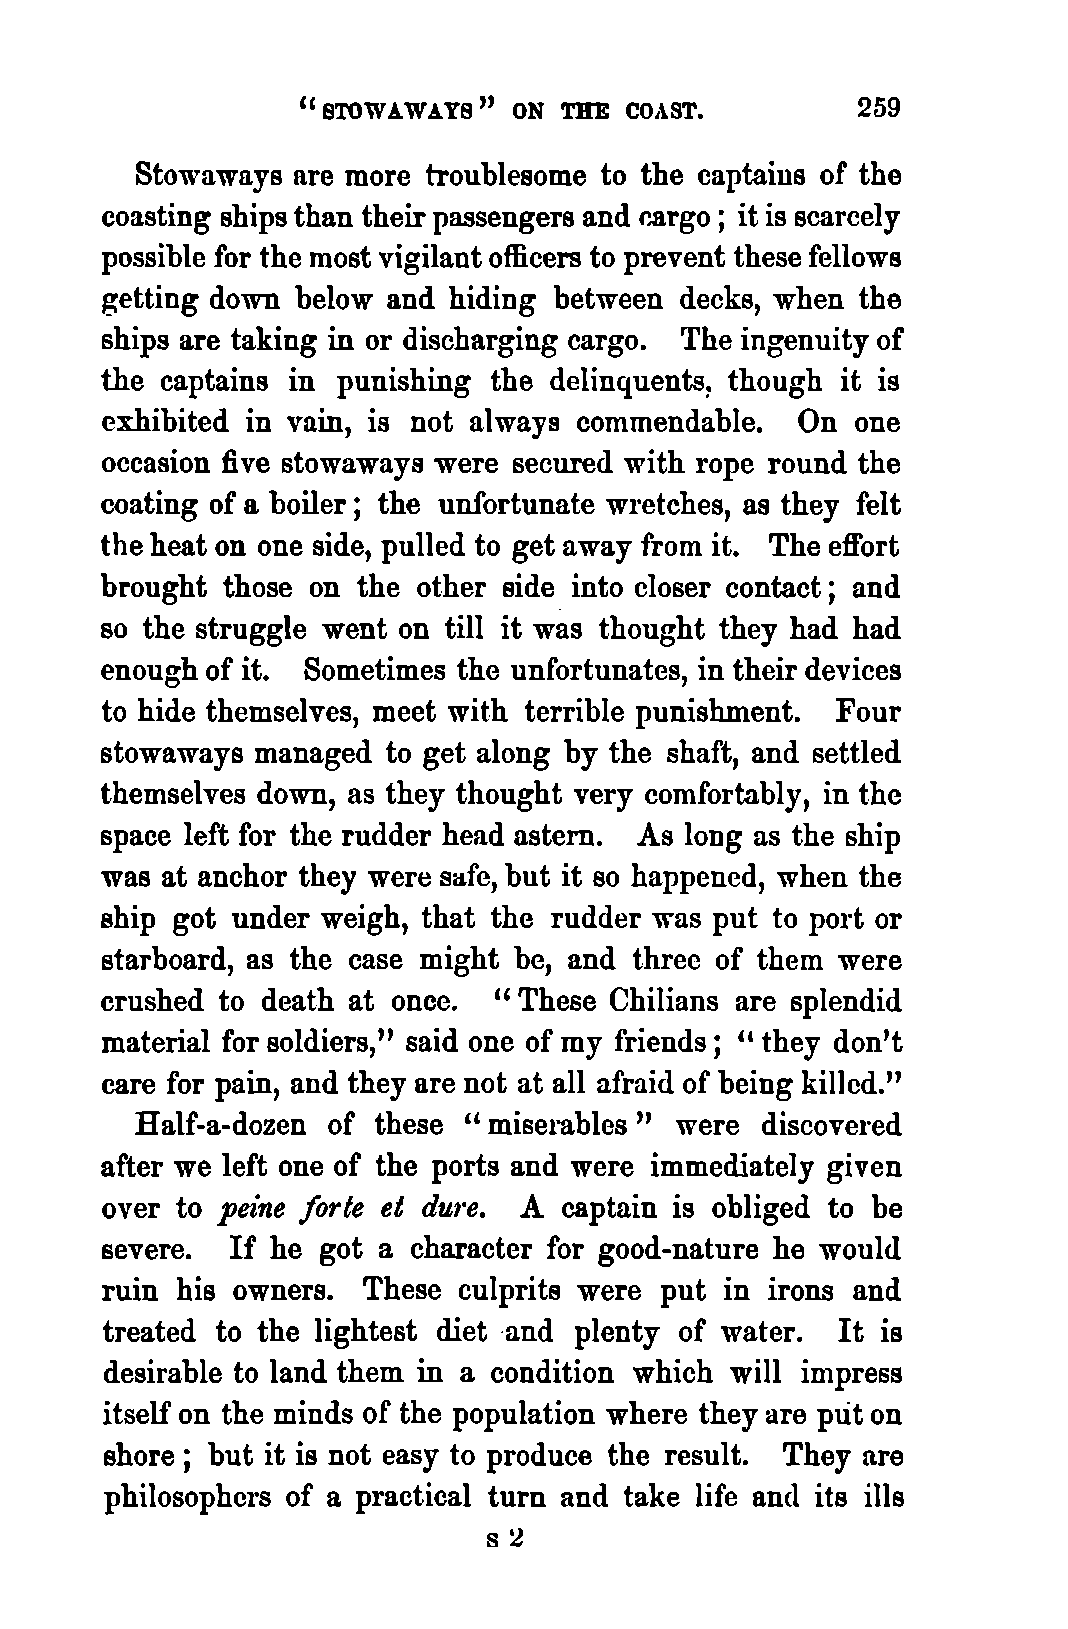 "STOWAWAYS" ON THE COAST. 259
Stowaways are more troublesome to the captains of the
coasting ships than their passengers and cargo; it is scarcely
possible for the most vigilant officers to prevent these fellows
getting down below and hiding between decks, when the
ships are taking in or discharging cargo. The ingenuity of
the captains in punishing the delinquents, though it is
exhibited in vain, is not always commendable. On one
occasion five stowaways were secured with rope round the
coating of a boiler; the unfortunate wretches, as they felt
the heat on one side, pulled to get away from it. The effort
brought those on the other side into closer contact; and
so the struggle went on till it was thought they had had
enough of it. Sometimes the unfortunates, in their devices
to hide themselves, meet with terrible punishment. Four
stowaways managed to get along by the shaft, and settled
themselves down, as they thought very comfortably, in the
space left for the rudder head astern. As long as the ship
was at anchor they were safe, but it so happened, when the
ship got under weigh, that the rudder was put to port or
starboard, as the case might be, and three of them were
crushed to death at once. "These Chilians are splendid
material for soldiers," said one of my friends; "they don't
care for pain, and they are not at all afraid of being killed."
Half-a-dozen of these "miserables" were discovered
after we left one of the ports and were immediately given
over to peine forte et dure. A captain is obliged to be
severe. If he got a character for good-nature he would
ruin his owners. These culprits were put in irons and
treated to the lightest diet and plenty of water. It is
desirable to land them in a condition which will impress
itself on the minds of the population where they are put on
shore; but it is not easy to produce the result. They are
philosophers of a practical turn and take life and its ills
s 2